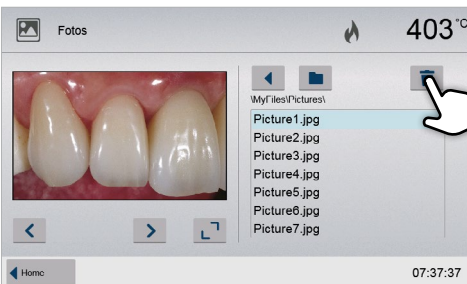 Fotos
403°C
\MyFiles\Pictures\
Picture1.jpg
Picture2.jpg
Picture3.jpg
Picture4.jpg
Picture5.jpg
Picture6.jpg
Picture7.jpg
Home
07:37:37